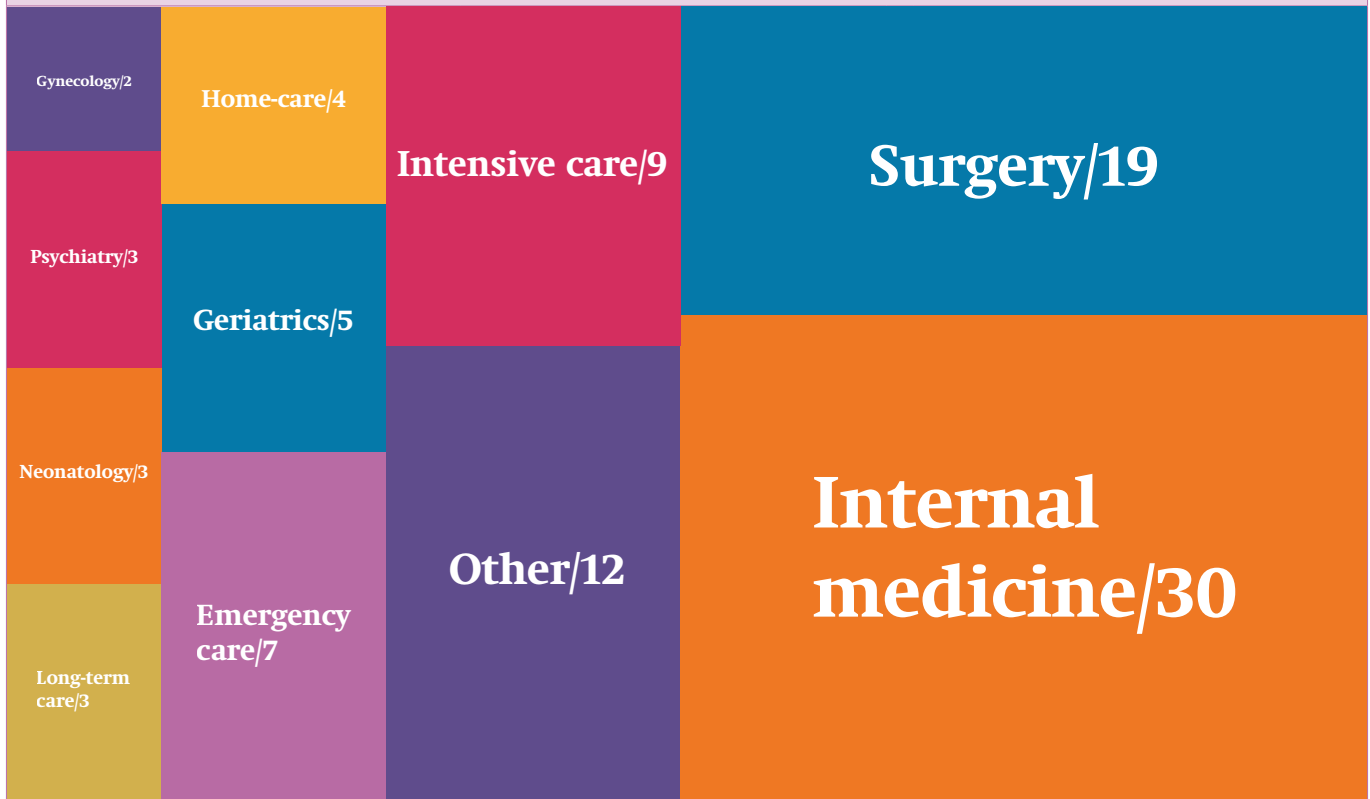 Gynecology/2
Home-care/4
Intensive care/9
Surgery/19
Psychiatry/3
Geriatrics/5
Neonatology/3
Other/12
Internal
medicine/30
Emergency
care/7
Long-term
care/3